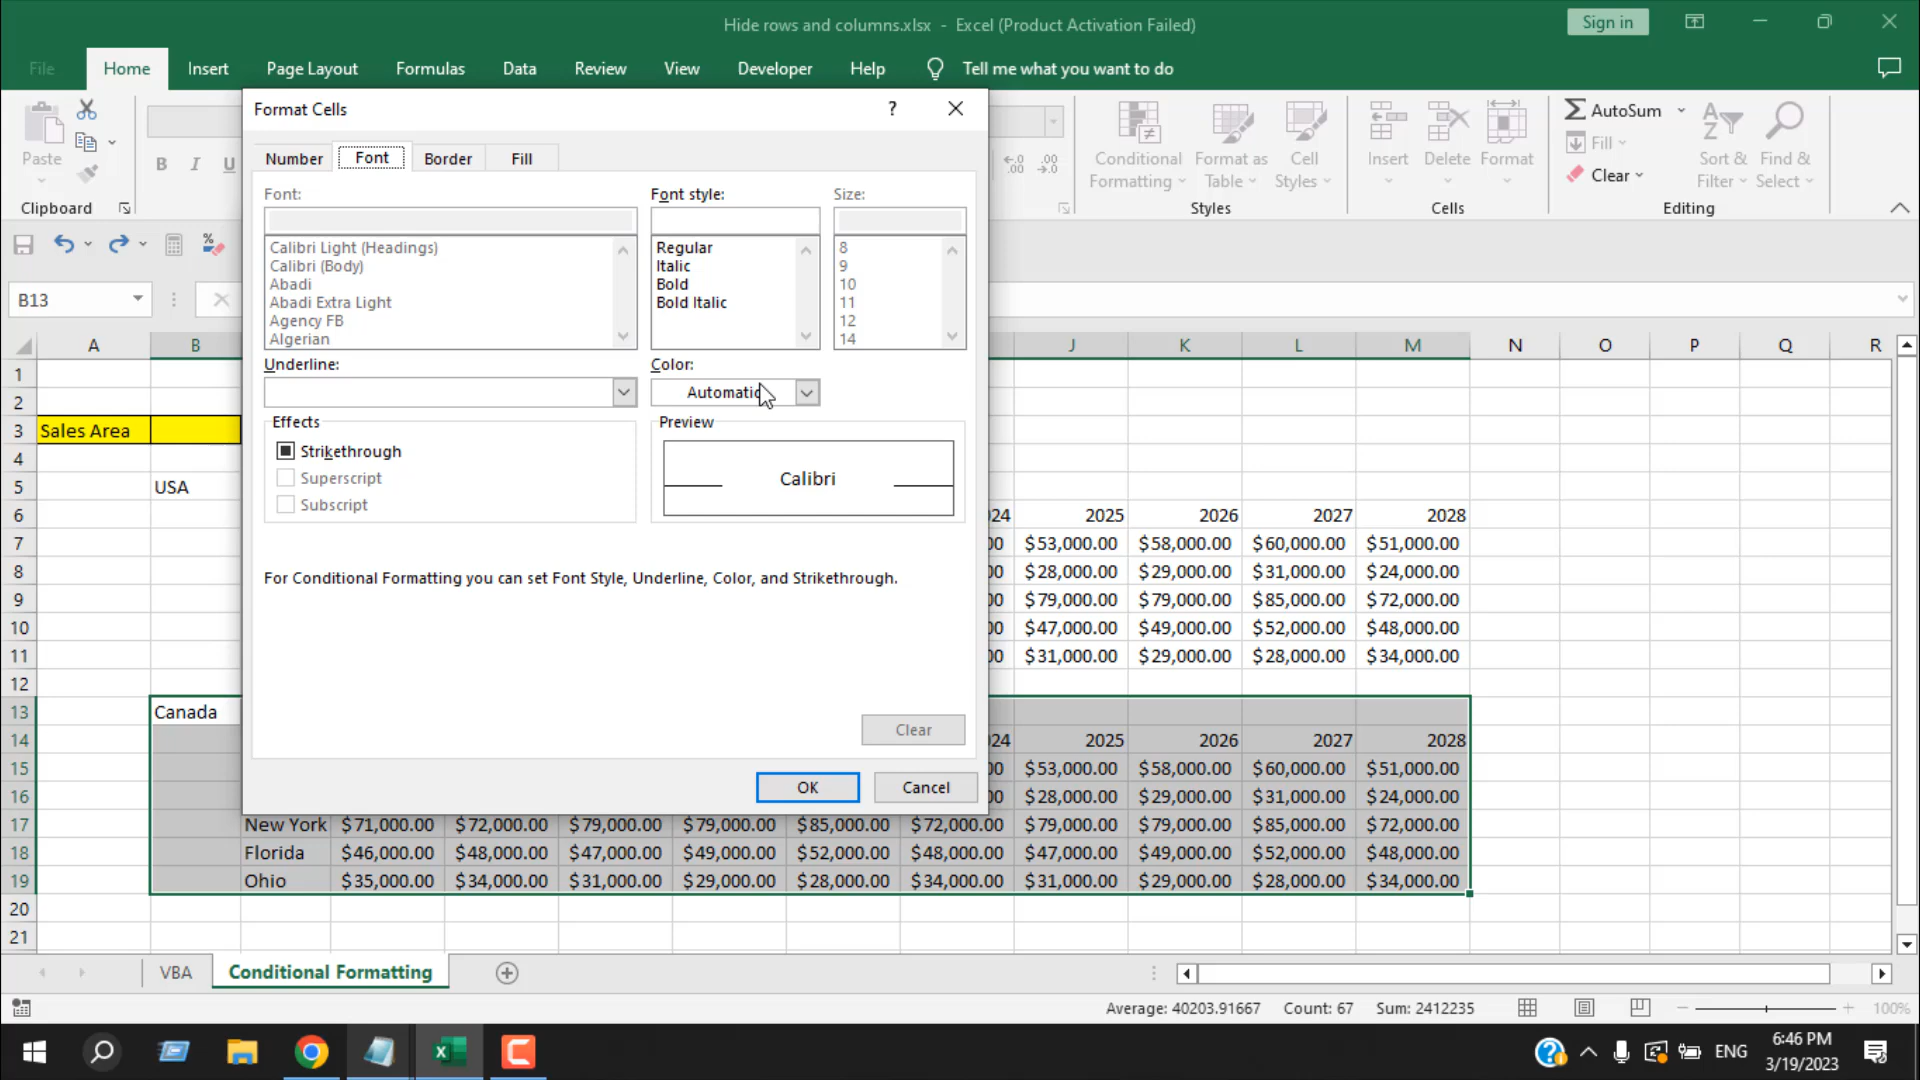 Hide rows and columns.xlsx - Excel (Product Activation Failed)
Sign in
File Home Insert Page Layout Formulas Data Review View Developer Help Tell me what you want to do
Paste
Clipboard
B I U
Conditional Formatting
Format as Table
Cell Styles
Styles
Insert Delete Format
Cells
AutoSum
Fill
Clear
Sort & Filter
Find & Select
Editing
B13
Format Cells
Number Font Border Fill
Font: Font style: Size:
Calibri Light (Headings) Regular 8
Calibri (Body) Italic 9
Abadi Bold 10
Abadi Extra Light Bold Italic 11
Agency FB 12
Algerian 14
Underline: Color:
Automatic
Effects Preview
Strikethrough
Superscript Calibri
Subscript
For Conditional Formatting you can set Font Style, Underline, Color, and Strikethrough.
Clear
OK Cancel
A B J K L M N O P Q R
1
2
3 Sales Area
4
5 USA
6 24 2025 2026 2027 2028
7 00 $53,000.00 $58,000.00 $60,000.00 $51,000.00
8 00 $28,000.00 $29,000.00 $31,000.00 $24,000.00
9 00 $79,000.00 $79,000.00 $85,000.00 $72,000.00
10 00 $47,000.00 $49,000.00 $52,000.00 $48,000.00
11 00 $31,000.00 $29,000.00 $28,000.00 $34,000.00
12
13 Canada
14 24 2025 2026 2027 2028
15 00 $53,000.00 $58,000.00 $60,000.00 $51,000.00
16 00 $28,000.00 $29,000.00 $31,000.00 $24,000.00
17 New York $71,000.00 $72,000.00 $79,000.00 $79,000.00 $85,000.00 $72,000.00 $79,000.00 $79,000.00 $85,000.00 $72,000.00
18 Florida $46,000.00 $48,000.00 $47,000.00 $49,000.00 $52,000.00 $48,000.00 $47,000.00 $49,000.00 $52,000.00 $48,000.00
19 Ohio $35,000.00 $34,000.00 $31,000.00 $29,000.00 $28,000.00 $34,000.00 $31,000.00 $29,000.00 $28,000.00 $34,000.00
20
21
VBA Conditional Formatting
Average: 40203.91667 Count: 67 Sum: 2412235 100%
ENG
6:46 PM
3/19/2023